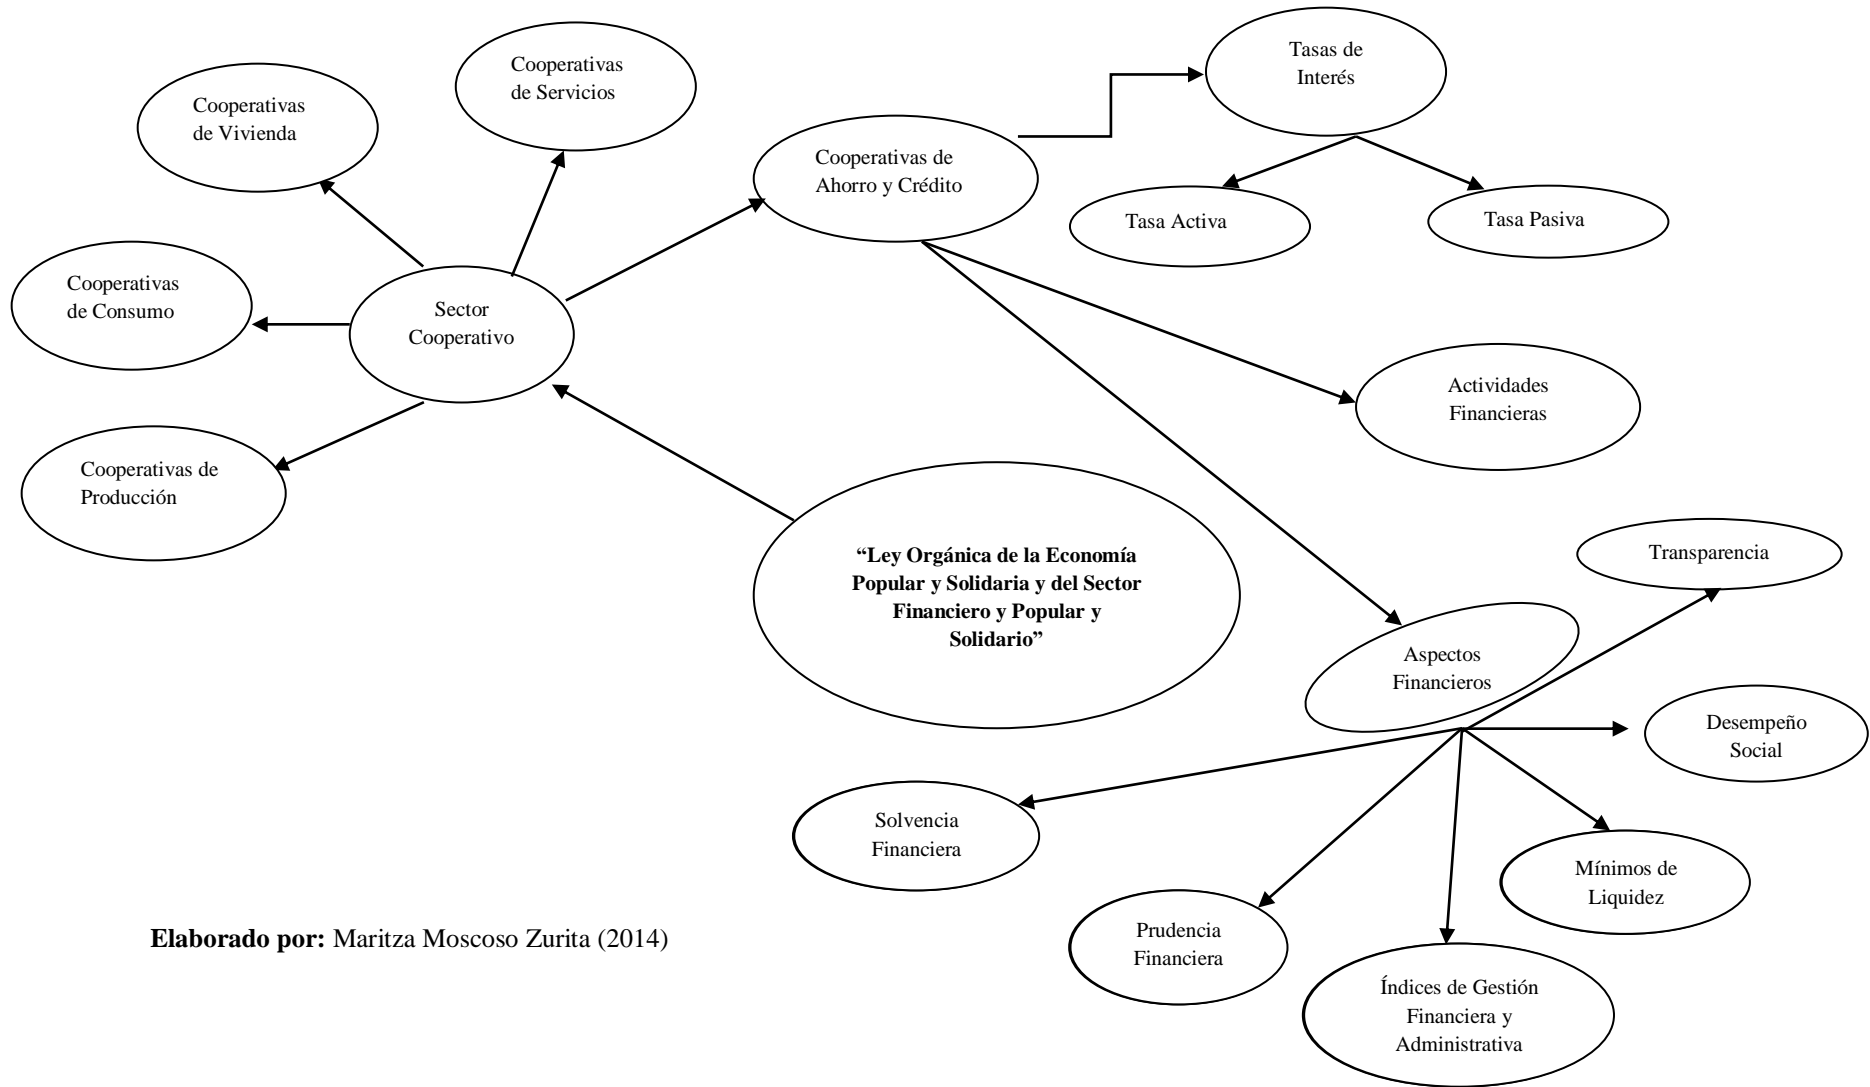 Tasas de
Interés
Cooperativas
de Servicios
Cooperativas
de Vivienda
Cooperativas de
Ahorro y Crédito
Tasa Activa
Tasa Pasiva
Cooperativas
de Consumo
Sector
Cooperativo
Actividades
Financieras
Cooperativas de
Producción
“Ley Orgánica de la Economía
Popular y Solidaria y del Sector
Financiero y Popular y
Solidario”
Transparencia
Aspectos
Financieros
Desempeño
Social
Solvencia
Financiera
Mínimos de
Liquidez
Prudencia
Financiera
Índices de Gestión
Financiera y
Administrativa
Elaborado por: Maritza Moscoso Zurita (2014)